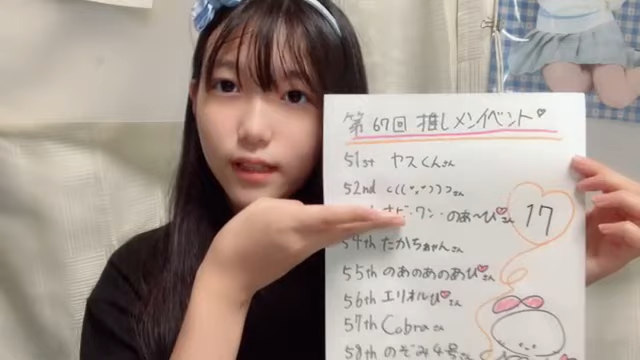 第67回 推しメンイベント♡
51st ヤスくんさん
52nd さん
オビ・ワン・のあ〜び♡さん
17
54th たかちゃんさん
55th のあのあのあび♡さん
56th エリオルび♡さん
57th Cobraさん
58th のぞみ4号さん